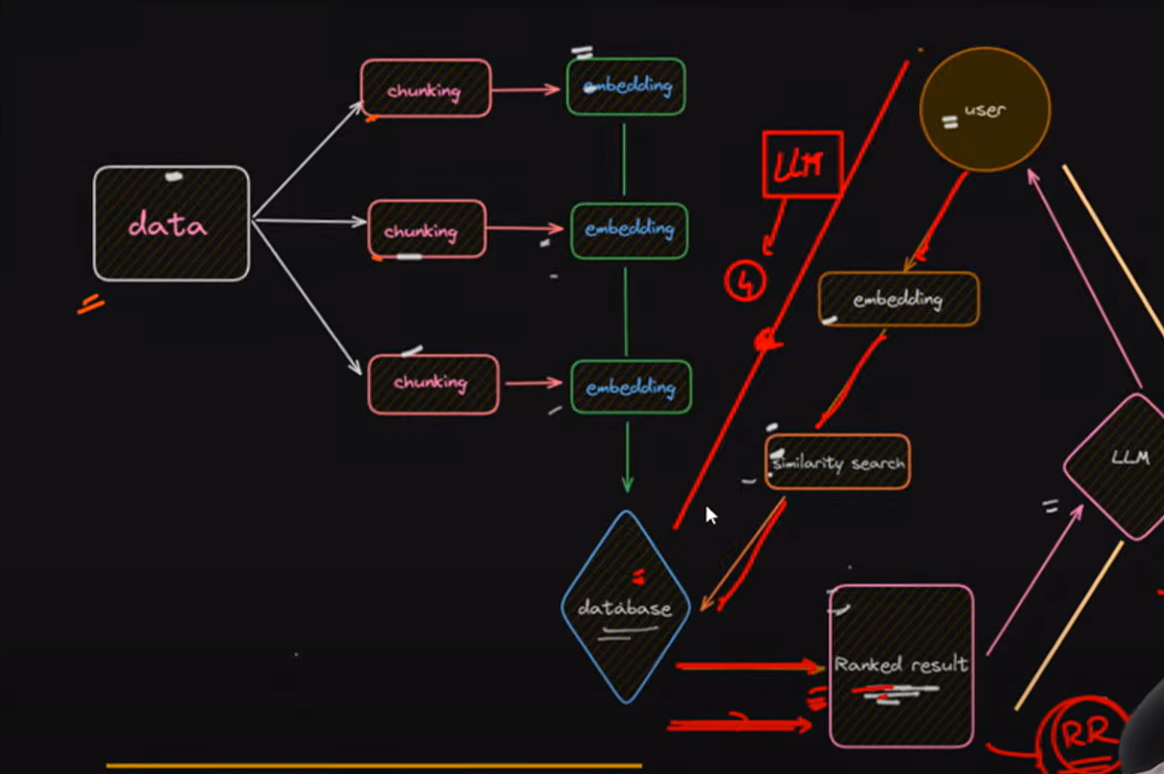 data
chunking
embedding
chunking
embedding
chunking
embedding
database
LLM
4
user
embedding
similarity search
Ranked result
LLM
RR